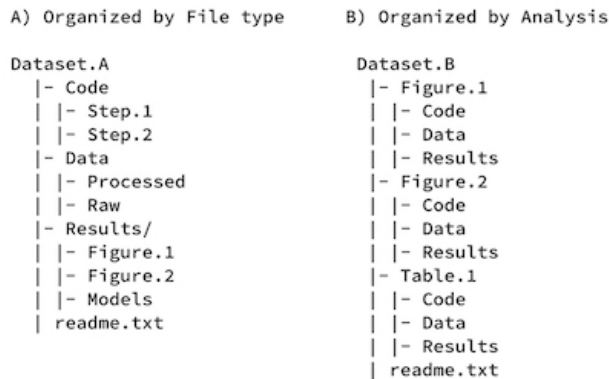 A) Organized by File type
Dataset.A
|- Code
| |- Step.1
| |- Step.2
|- Data
| |- Processed
| |- Raw
|- Results/
| |- Figure.1
| |- Figure.2
| |- Models
| readme.txt
B) Organized by Analysis
Dataset.B
|- Figure.1
| |- Code
| |- Data
| |- Results
|- Figure.2
| |- Code
| |- Data
| |- Results
|- Table.1
| |- Code
| |- Data
| |- Results
| readme.txt